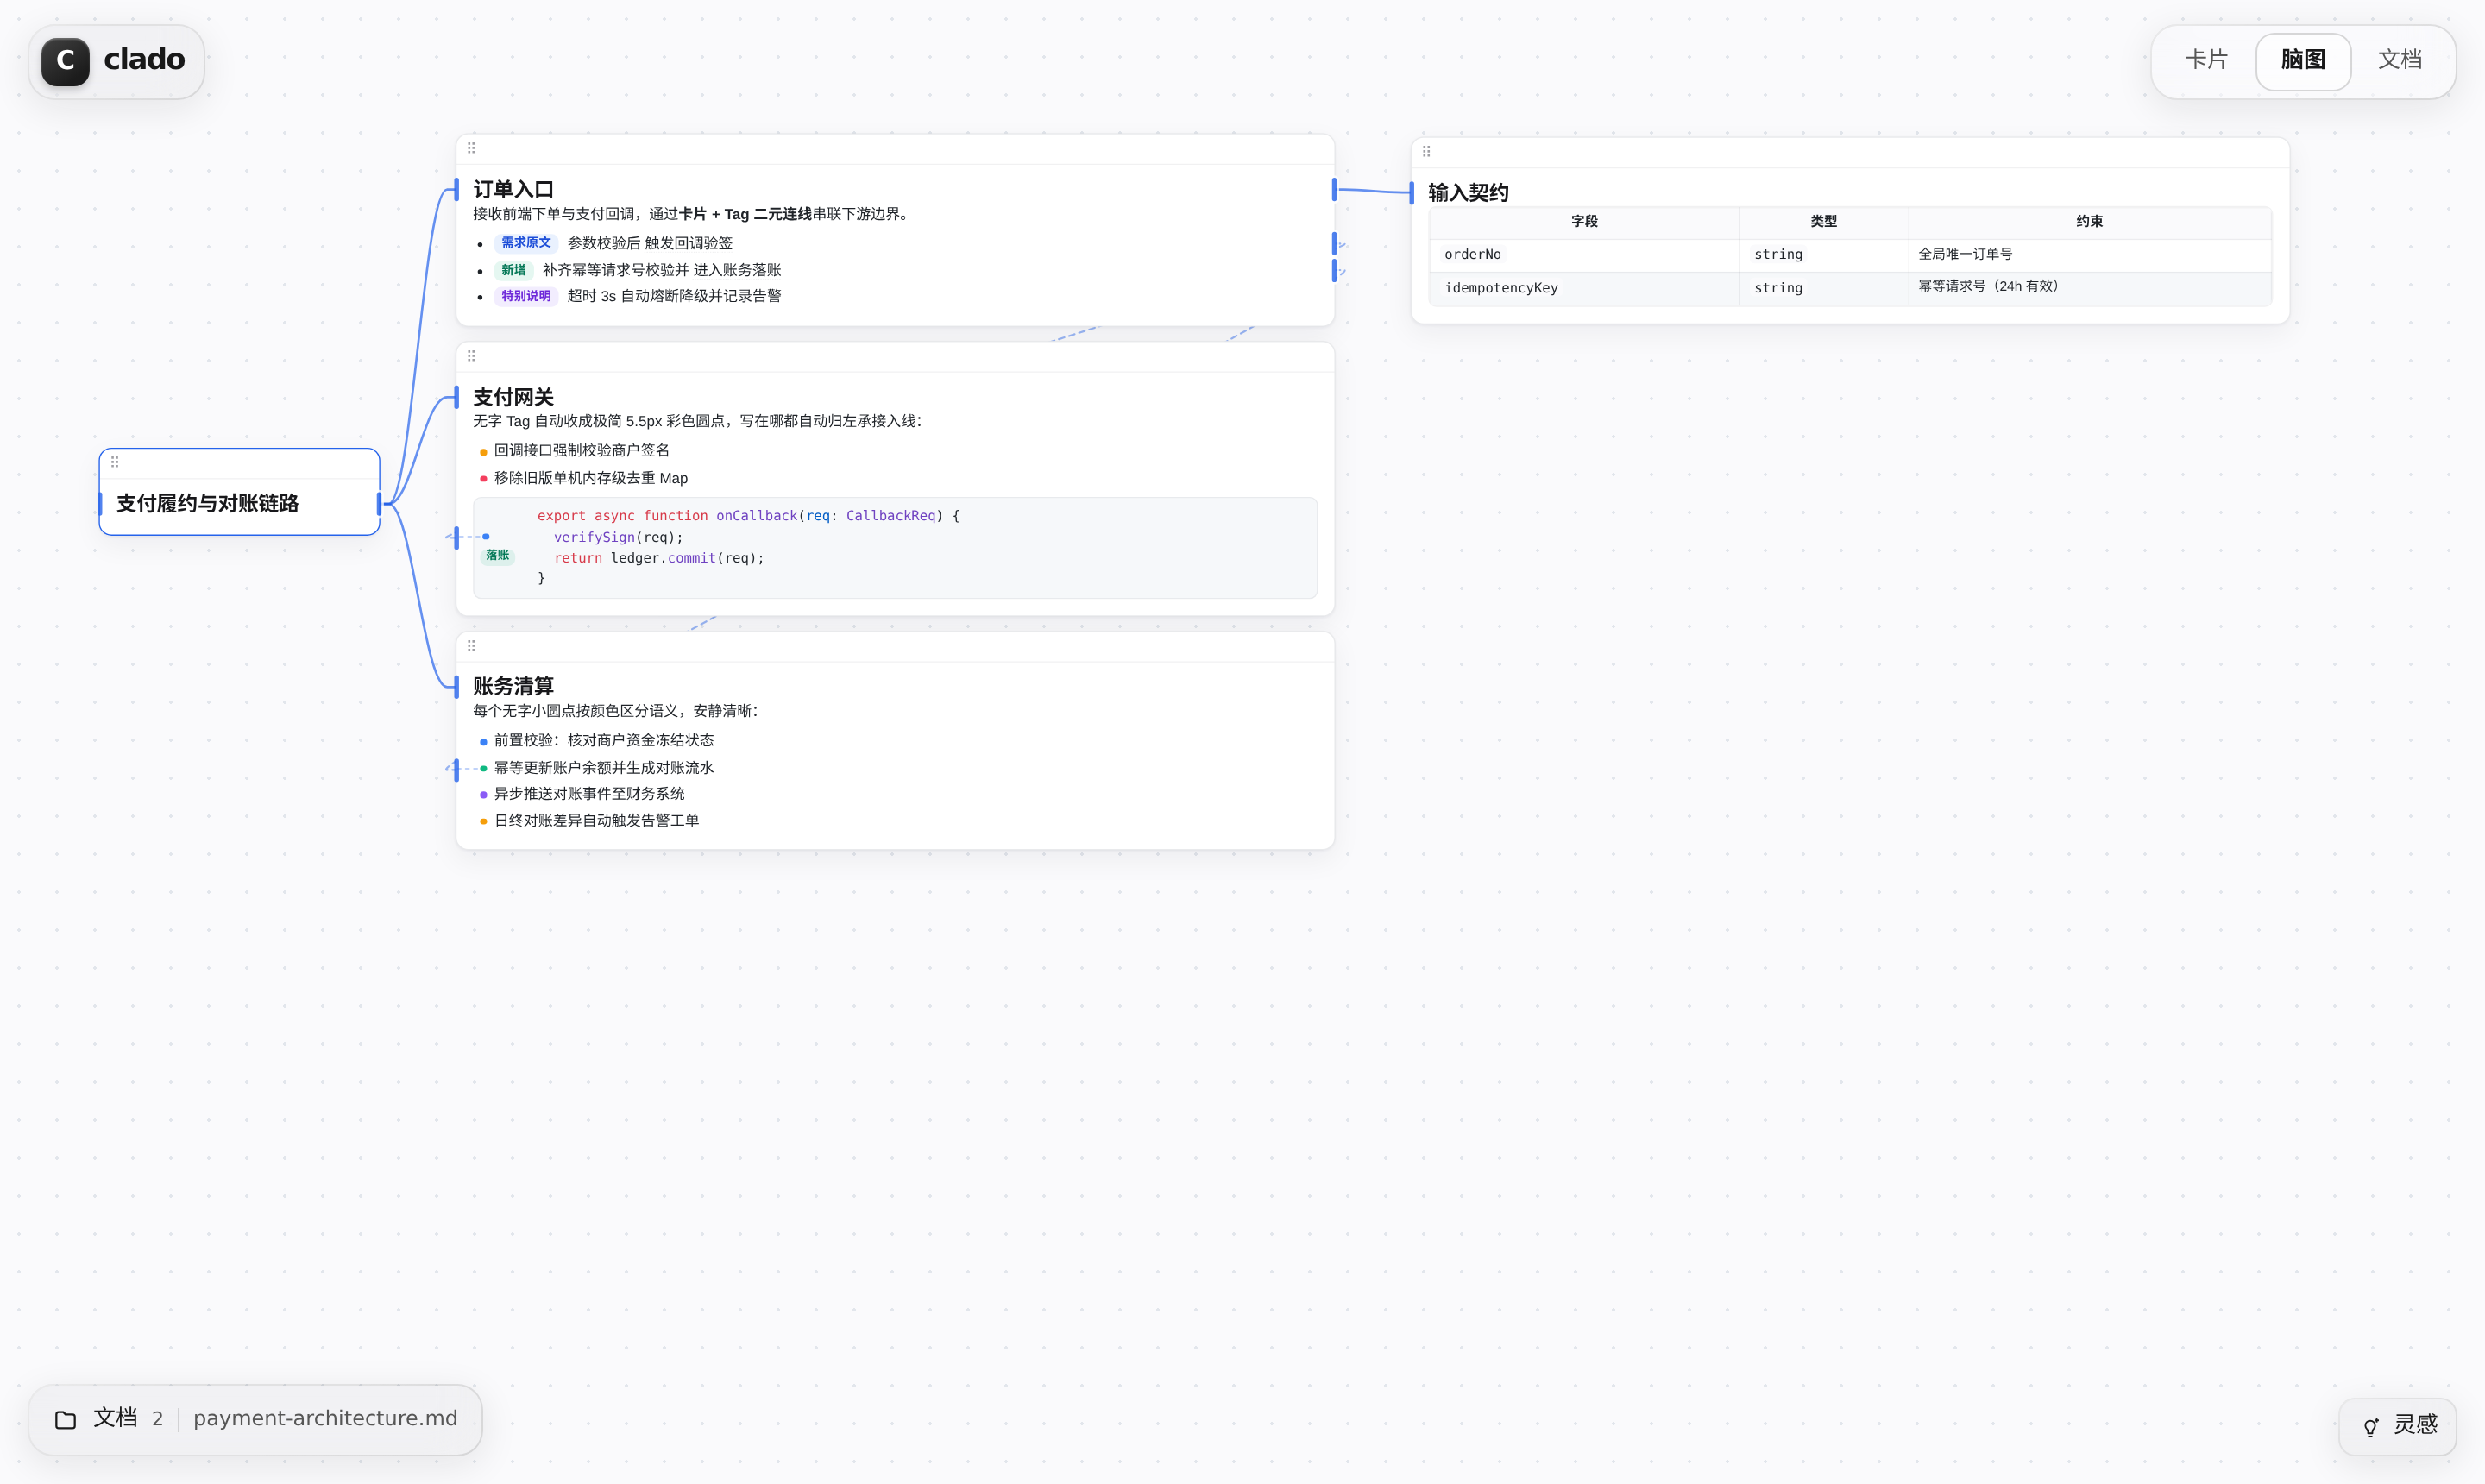 C clado
卡片 脑图 文档
订单入口
接收前端下单与支付回调，通过卡片 + Tag 二元连线串联下游边界。
需求原文 参数校验后 触发回调验签
新增 补齐幂等请求号校验并 进入账务落账
特别说明 超时 3s 自动熔断降级并记录告警
输入契约
字段 类型 约束
orderNo string 全局唯一订单号
idempotencyKey string 幂等请求号（24h 有效）
支付网关
无字 Tag 自动收成极简 5.5px 彩色圆点，写在哪都自动归左承接入线：
回调接口强制校验商户签名
移除旧版单机内存级去重 Map
export async function onCallback(req: CallbackReq) {
verifySign(req);
落账 return ledger.commit(req);
}
支付履约与对账链路
账务清算
每个无字小圆点按颜色区分语义，安静清晰：
前置校验：核对商户资金冻结状态
幂等更新账户余额并生成对账流水
异步推送对账事件至财务系统
日终对账差异自动触发告警工单
文档 2 payment-architecture.md
灵感